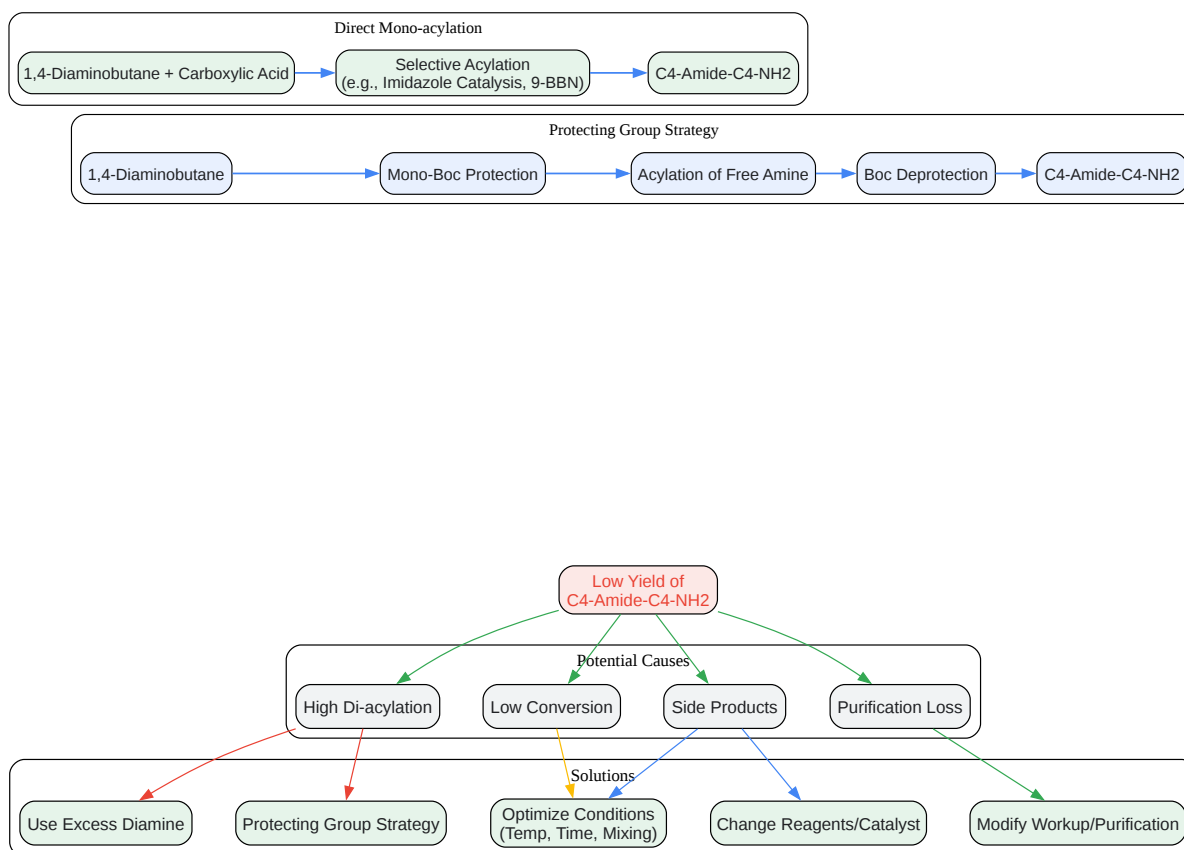 Direct Mono-acylation
1,4-Diaminobutane + Carboxylic Acid
Selective Acylation
(e.g., Imidazole Catalysis, 9-BBN)
C4-Amide-C4-NH2
Protecting Group Strategy
1,4-Diaminobutane
Mono-Boc Protection
Acylation of Free Amine
Boc Deprotection
C4-Amide-C4-NH2
Low Yield of
C4-Amide-C4-NH2
Potential Causes
High Di-acylation
Low Conversion
Side Products
Purification Loss
Solutions
Use Excess Diamine
Protecting Group Strategy
Optimize Conditions
(Temp, Time, Mixing)
Change Reagents/Catalyst
Modify Workup/Purification